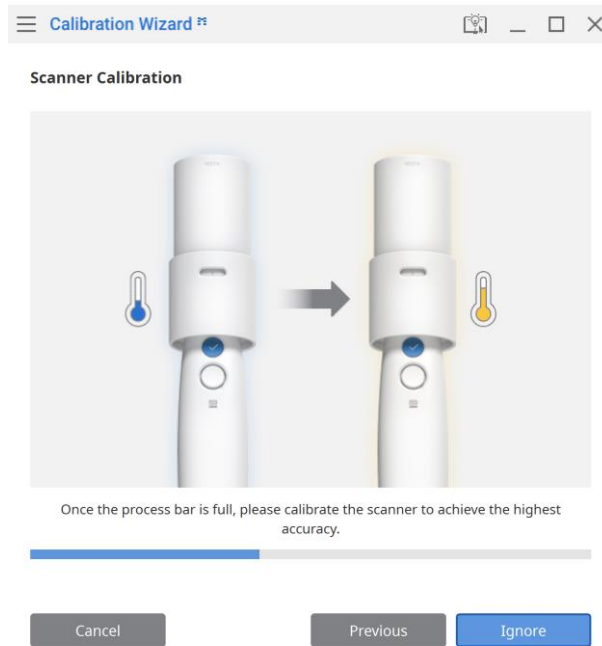 Calibration Wizard
Scanner Calibration
Once the process bar is full, please calibrate the scanner to achieve the highest
accuracy.
Cancel
Previous
Ignore